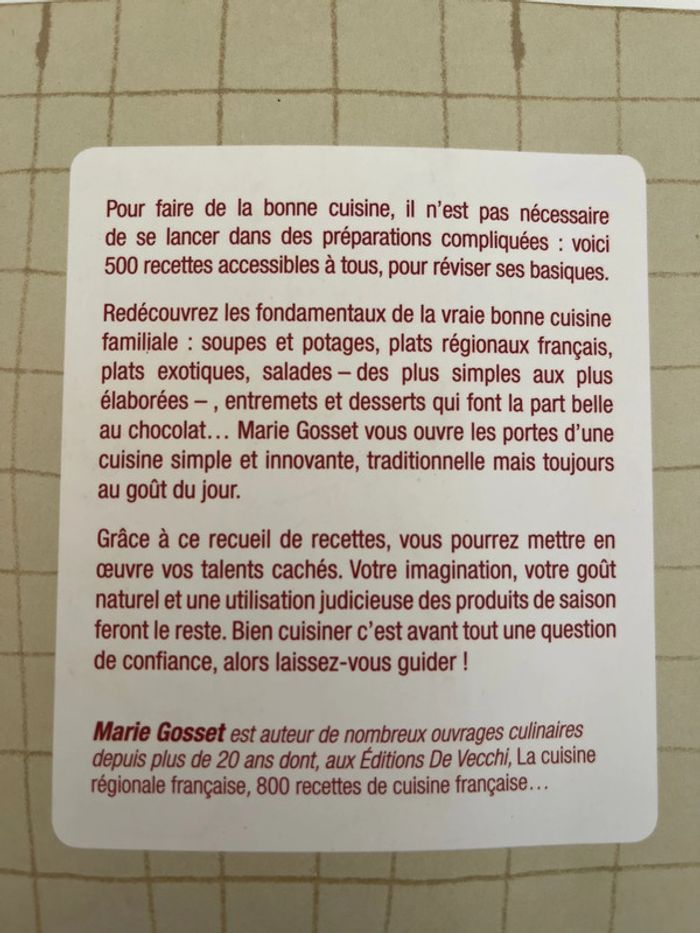 Pour faire de la bonne cuisine, il n'est pas nécessaire
de se lancer dans des préparations compliquées : voici
500 recettes accessibles à tous, pour réviser ses basiques.
Redécouvrez les fondamentaux de la vraie bonne cuisine
familiale : soupes et potages, plats régionaux français,
plats exotiques, salades – des plus simples aux plus
élaborées – , entremets et desserts qui font la part belle
au chocolat... Marie Gosset vous ouvre les portes d'une
cuisine simple et innovante, traditionnelle mais toujours
au goût du jour.
Grâce à ce recueil de recettes, vous pourrez mettre en
œuvre vos talents cachés. Votre imagination, votre goût
naturel et une utilisation judicieuse des produits de saison
feront le reste. Bien cuisiner c'est avant tout une question
de confiance, alors laissez-vous guider !
Marie Gosset est auteur de nombreux ouvrages culinaires
depuis plus de 20 ans dont, aux Éditions De Vecchi, La cuisine
régionale française, 800 recettes de cuisine française...